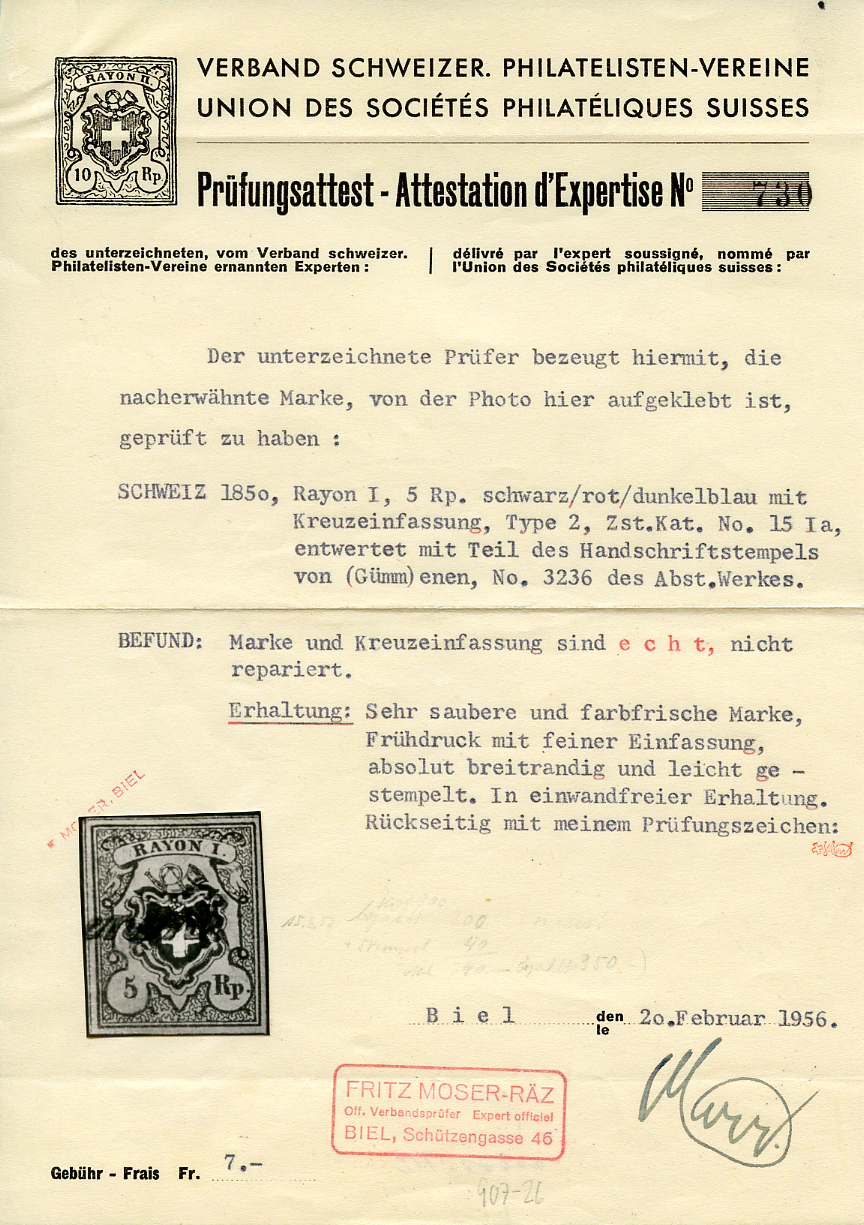 RAYON II.
10 Rp.
VERBAND SCHWEIZER. PHILATELISTEN-VEREINE
UNION DES SOCIÉTÉS PHILATÉLIQUES SUISSES
Prüfungsattest - Attestation d'Expertise Nº 730
des unterzeichneten, vom Verband schweizer.
Philatelisten-Vereine ernannten Experten :
délivré par l'expert soussigné, nommé par
l'Union des Sociétés philatéliques suisses :
Der unterzeichnete Prüfer bezeugt hiermit, die
nacherwähnte Marke, von der Photo hier aufgeklebt ist,
geprüft zu haben :
SCHWEIZ 185o, Rayon I, 5 Rp. schwarz/rot/dunkelblau mit
Kreuzeinfassung, Type 2, Zst.Kat. No. 15 Ia,
entwertet mit Teil des Handschriftstempels
von (Gümm)enen, No. 3236 des Abst.Werkes.
BEFUND: Marke und Kreuzeinfassung sind e c h t, nicht
repariert.
Erhaltung: Sehr saubere und farbfrische Marke,
Frühdruck mit feiner Einfassung,
absolut breitrandig und leicht ge -
stempelt. In einwandfreier Erhaltung.
Rückseitig mit meinem Prüfungszeichen:
MOSER, BIEL
RAYON I.
5 Rp.
B i e l den 2o.Februar 1956.
le
FRITZ MOSER-RÄZ
Off. Verbandsprüfer Expert officiel
BIEL, Schützengasse 46
Gebühr - Frais Fr. 7.-
907-26